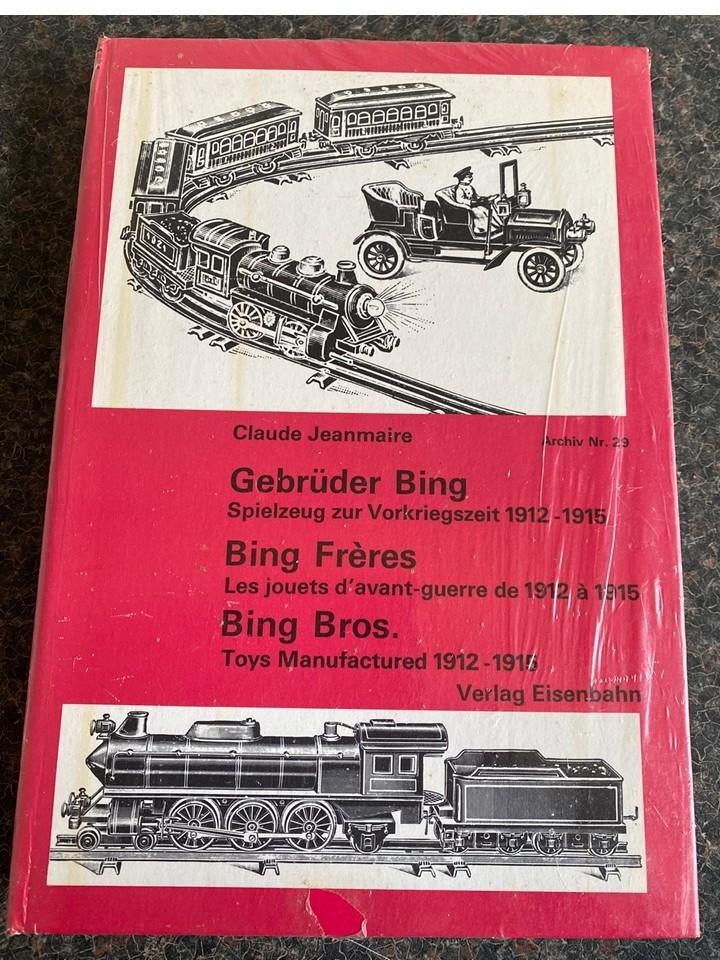 Claude Jeanmaire
Archiv Nr. 29
Gebrüder Bing
Spielzeug zur Vorkriegszeit 1912-1915
Bing Frères
Les jouets d'avant-guerre de 1912 à 1915
Bing Bros.
Toys Manufactured 1912-1915
Verlag Eisenbahn